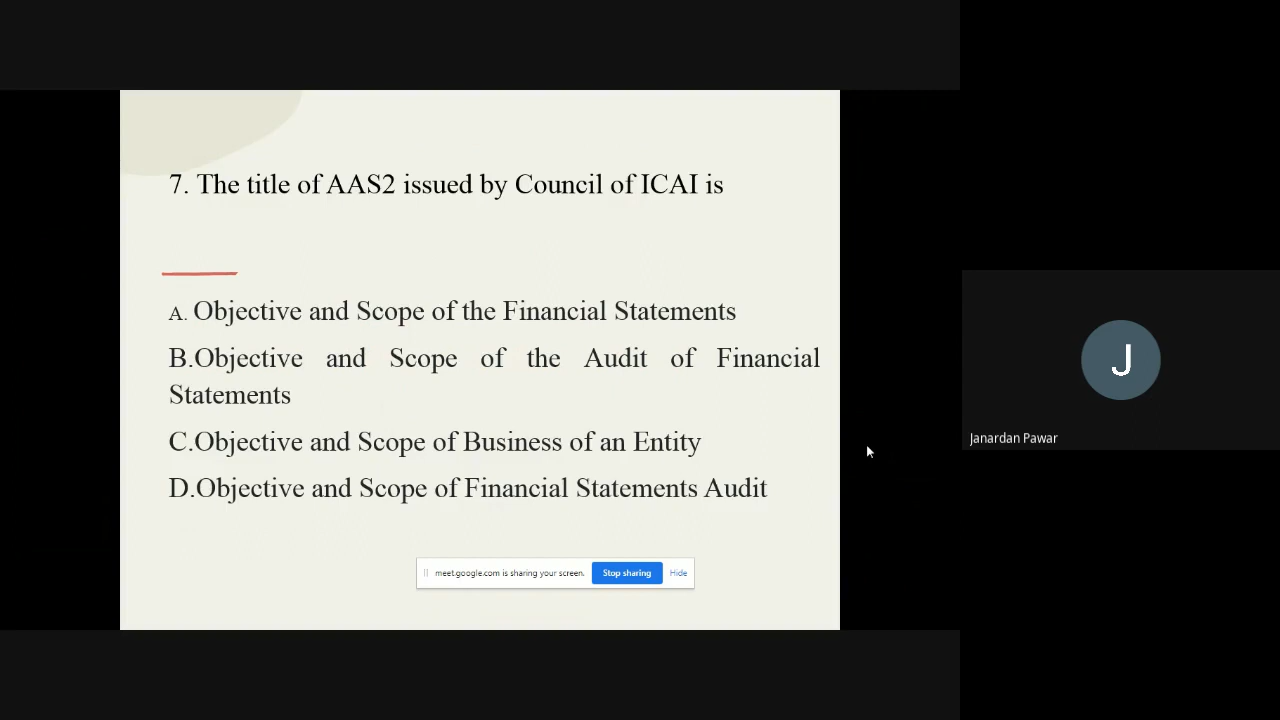 7. The title of AAS2 issued by Council of ICAI is
A. Objective and Scope of the Financial Statements
B.Objective and Scope of the Audit of Financial
Statements
C.Objective and Scope of Business of an Entity
D.Objective and Scope of Financial Statements Audit
meet.google.com is sharing your screen. Stop sharing Hide
J
Janardan Pawar